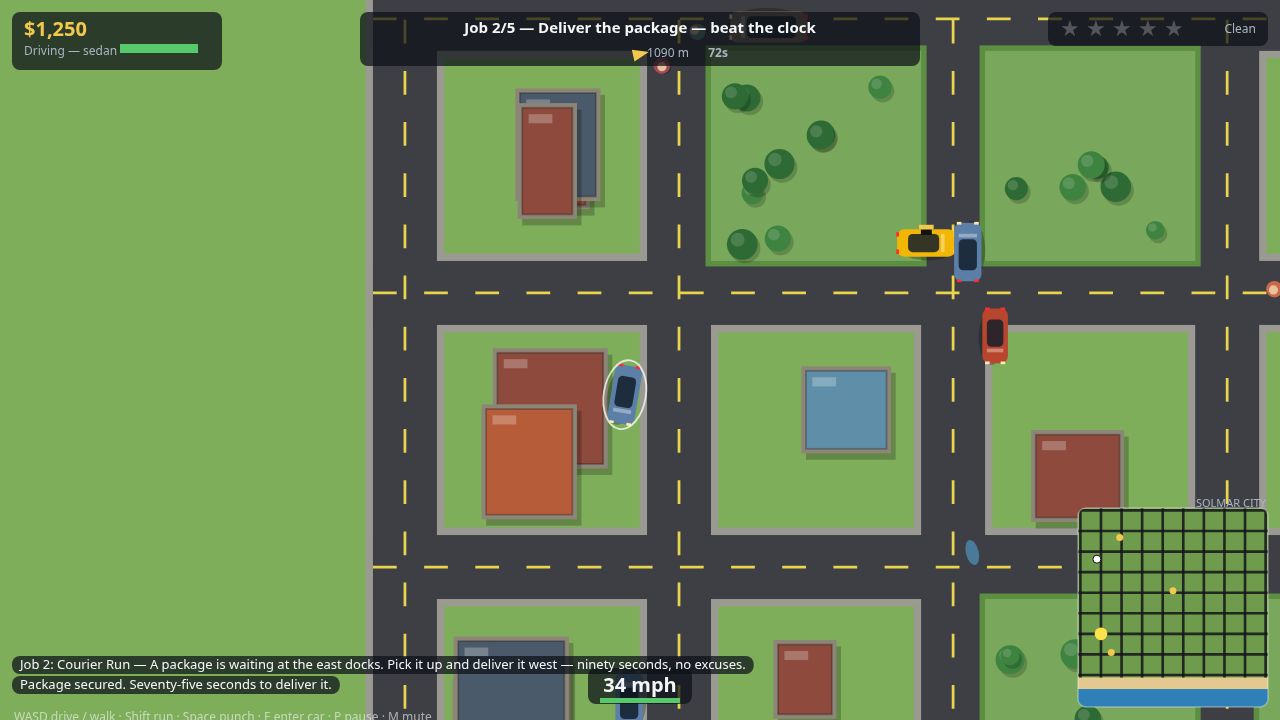 $1,250
Driving — sedan
Job 2/5 — Deliver the package — beat the clock
1090 m 72s
★★★★★ Clean
SOLMAR CITY
Job 2: Courier Run — A package is waiting at the east docks. Pick it up and deliver it west — ninety seconds, no excuses.
Package secured. Seventy-five seconds to deliver it.
34 mph
WASD drive / walk · Shift run · Space punch · E enter car · P pause · M mute